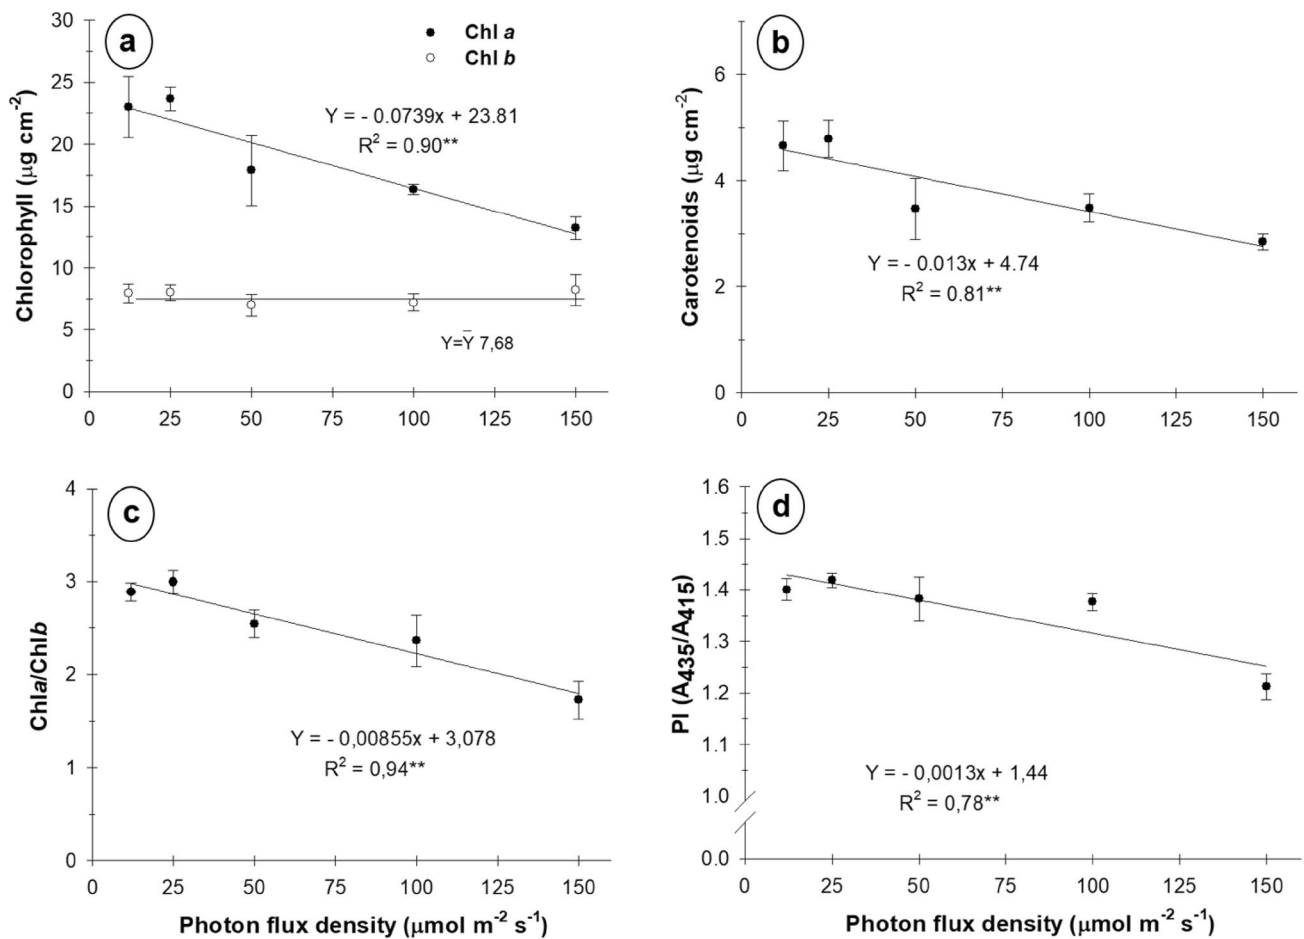 a
Chl a
Chl b
Y = - 0.0739x + 23.81
R² = 0.90**
Y=Ȳ 7,68
Chlorophyll (μg cm⁻²)
30
25
20
15
10
5
0
0 25 50 75 100 125 150
b
Y = - 0.013x + 4.74
R² = 0.81**
Carotenoids (μg cm⁻²)
6
4
2
0
0 25 50 75 100 125 150
c
Y = - 0,00855x + 3,078
R² = 0,94**
Chla/Chlb
4
3
2
1
0
0 25 50 75 100 125 150
Photon flux density (μmol m⁻² s⁻¹)
d
Y = - 0,0013x + 1,44
R² = 0,78**
PI (A435/A415)
1.6
1.5
1.4
1.3
1.2
1.1
1.0
0.0
0 25 50 75 100 125 150
Photon flux density (μmol m⁻² s⁻¹)